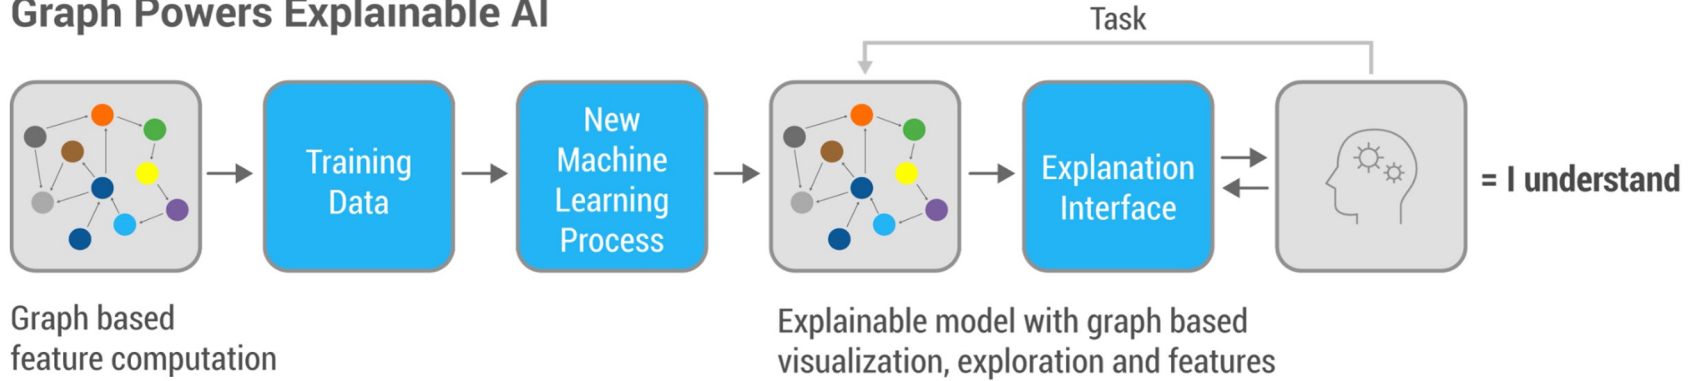 Graph Powers Explainable AI
Task
Training
Data
New
Machine
Learning
Process
Explanation
Interface
= I understand
Graph based
feature computation
Explainable model with graph based
visualization, exploration and features